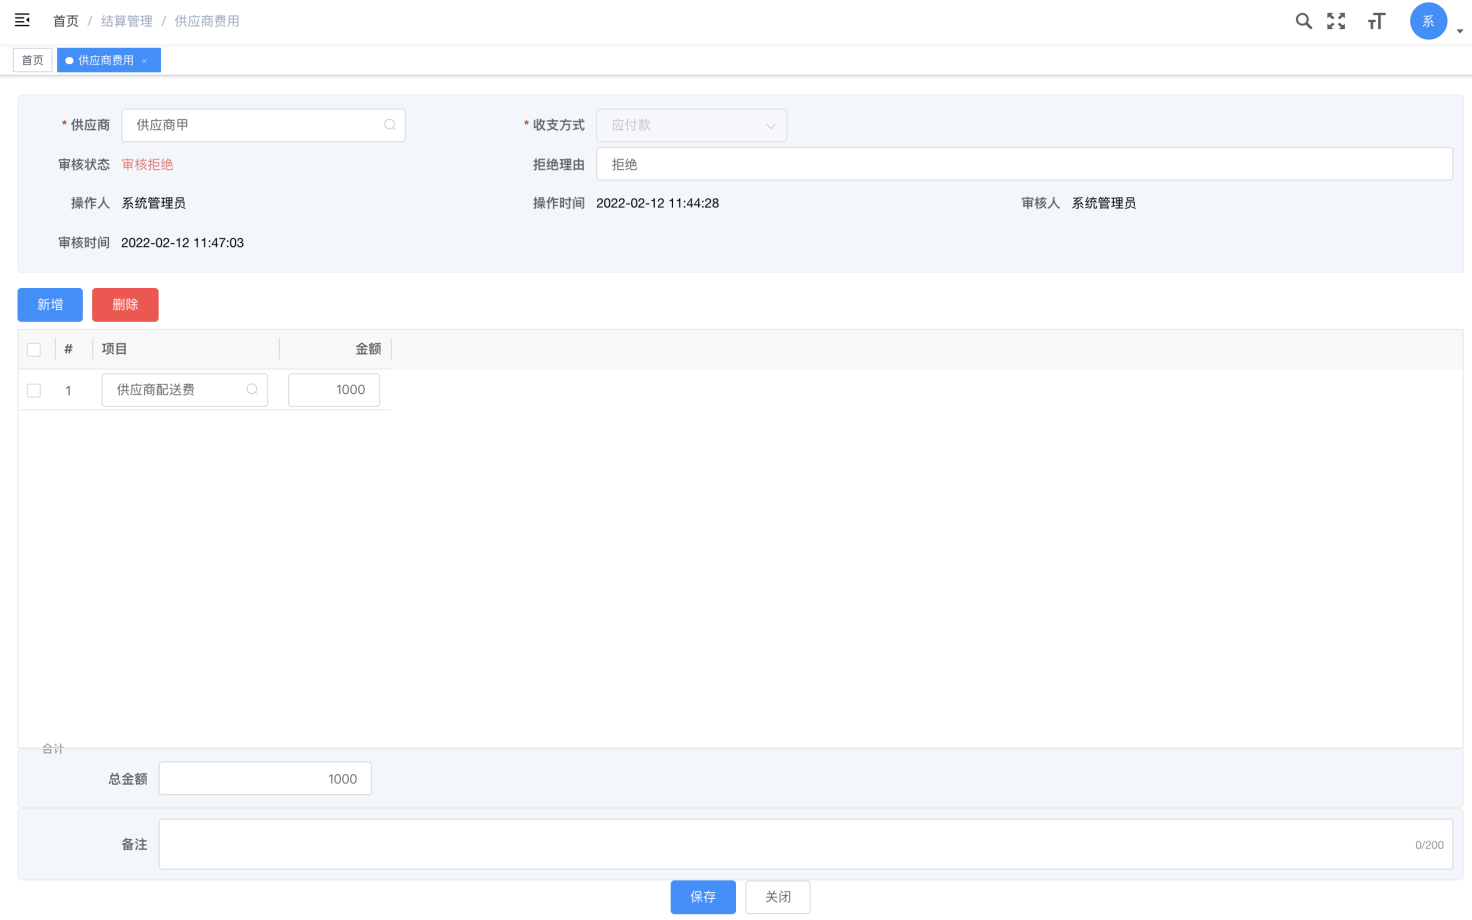 首页 / 结算管理 / 供应商费用
系
首页 供应商费用 ×
* 供应商 供应商甲 * 收支方式 应付款
审核状态 审核拒绝 拒绝理由 拒绝
操作人 系统管理员 操作时间 2022-02-12 11:44:28 审核人 系统管理员
审核时间 2022-02-12 11:47:03
新增 删除
# 项目 金额
1 供应商配送费 1000
合计
总金额 1000
备注 0/200
保存 关闭